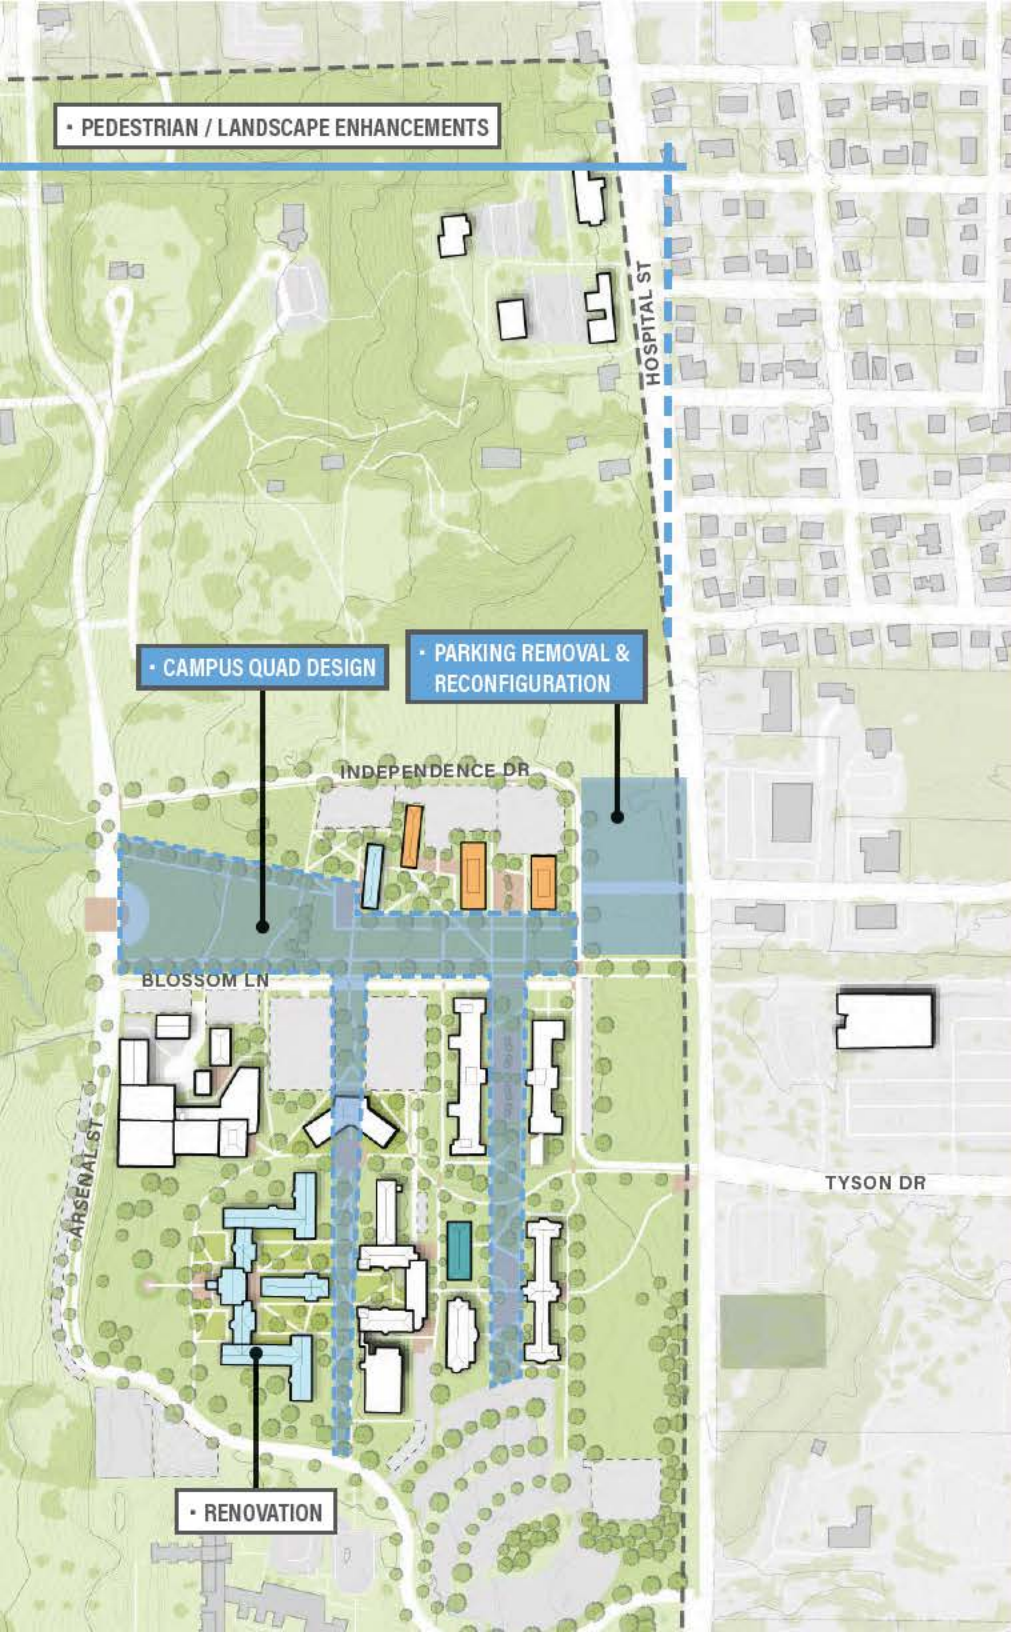 · PEDESTRIAN / LANDSCAPE ENHANCEMENTS
HOSPITAL ST
· CAMPUS QUAD DESIGN
· PARKING REMOVAL &
RECONFIGURATION
INDEPENDENCE DR
BLOSSOM LN
ARSENAL ST
TYSON DR
· RENOVATION